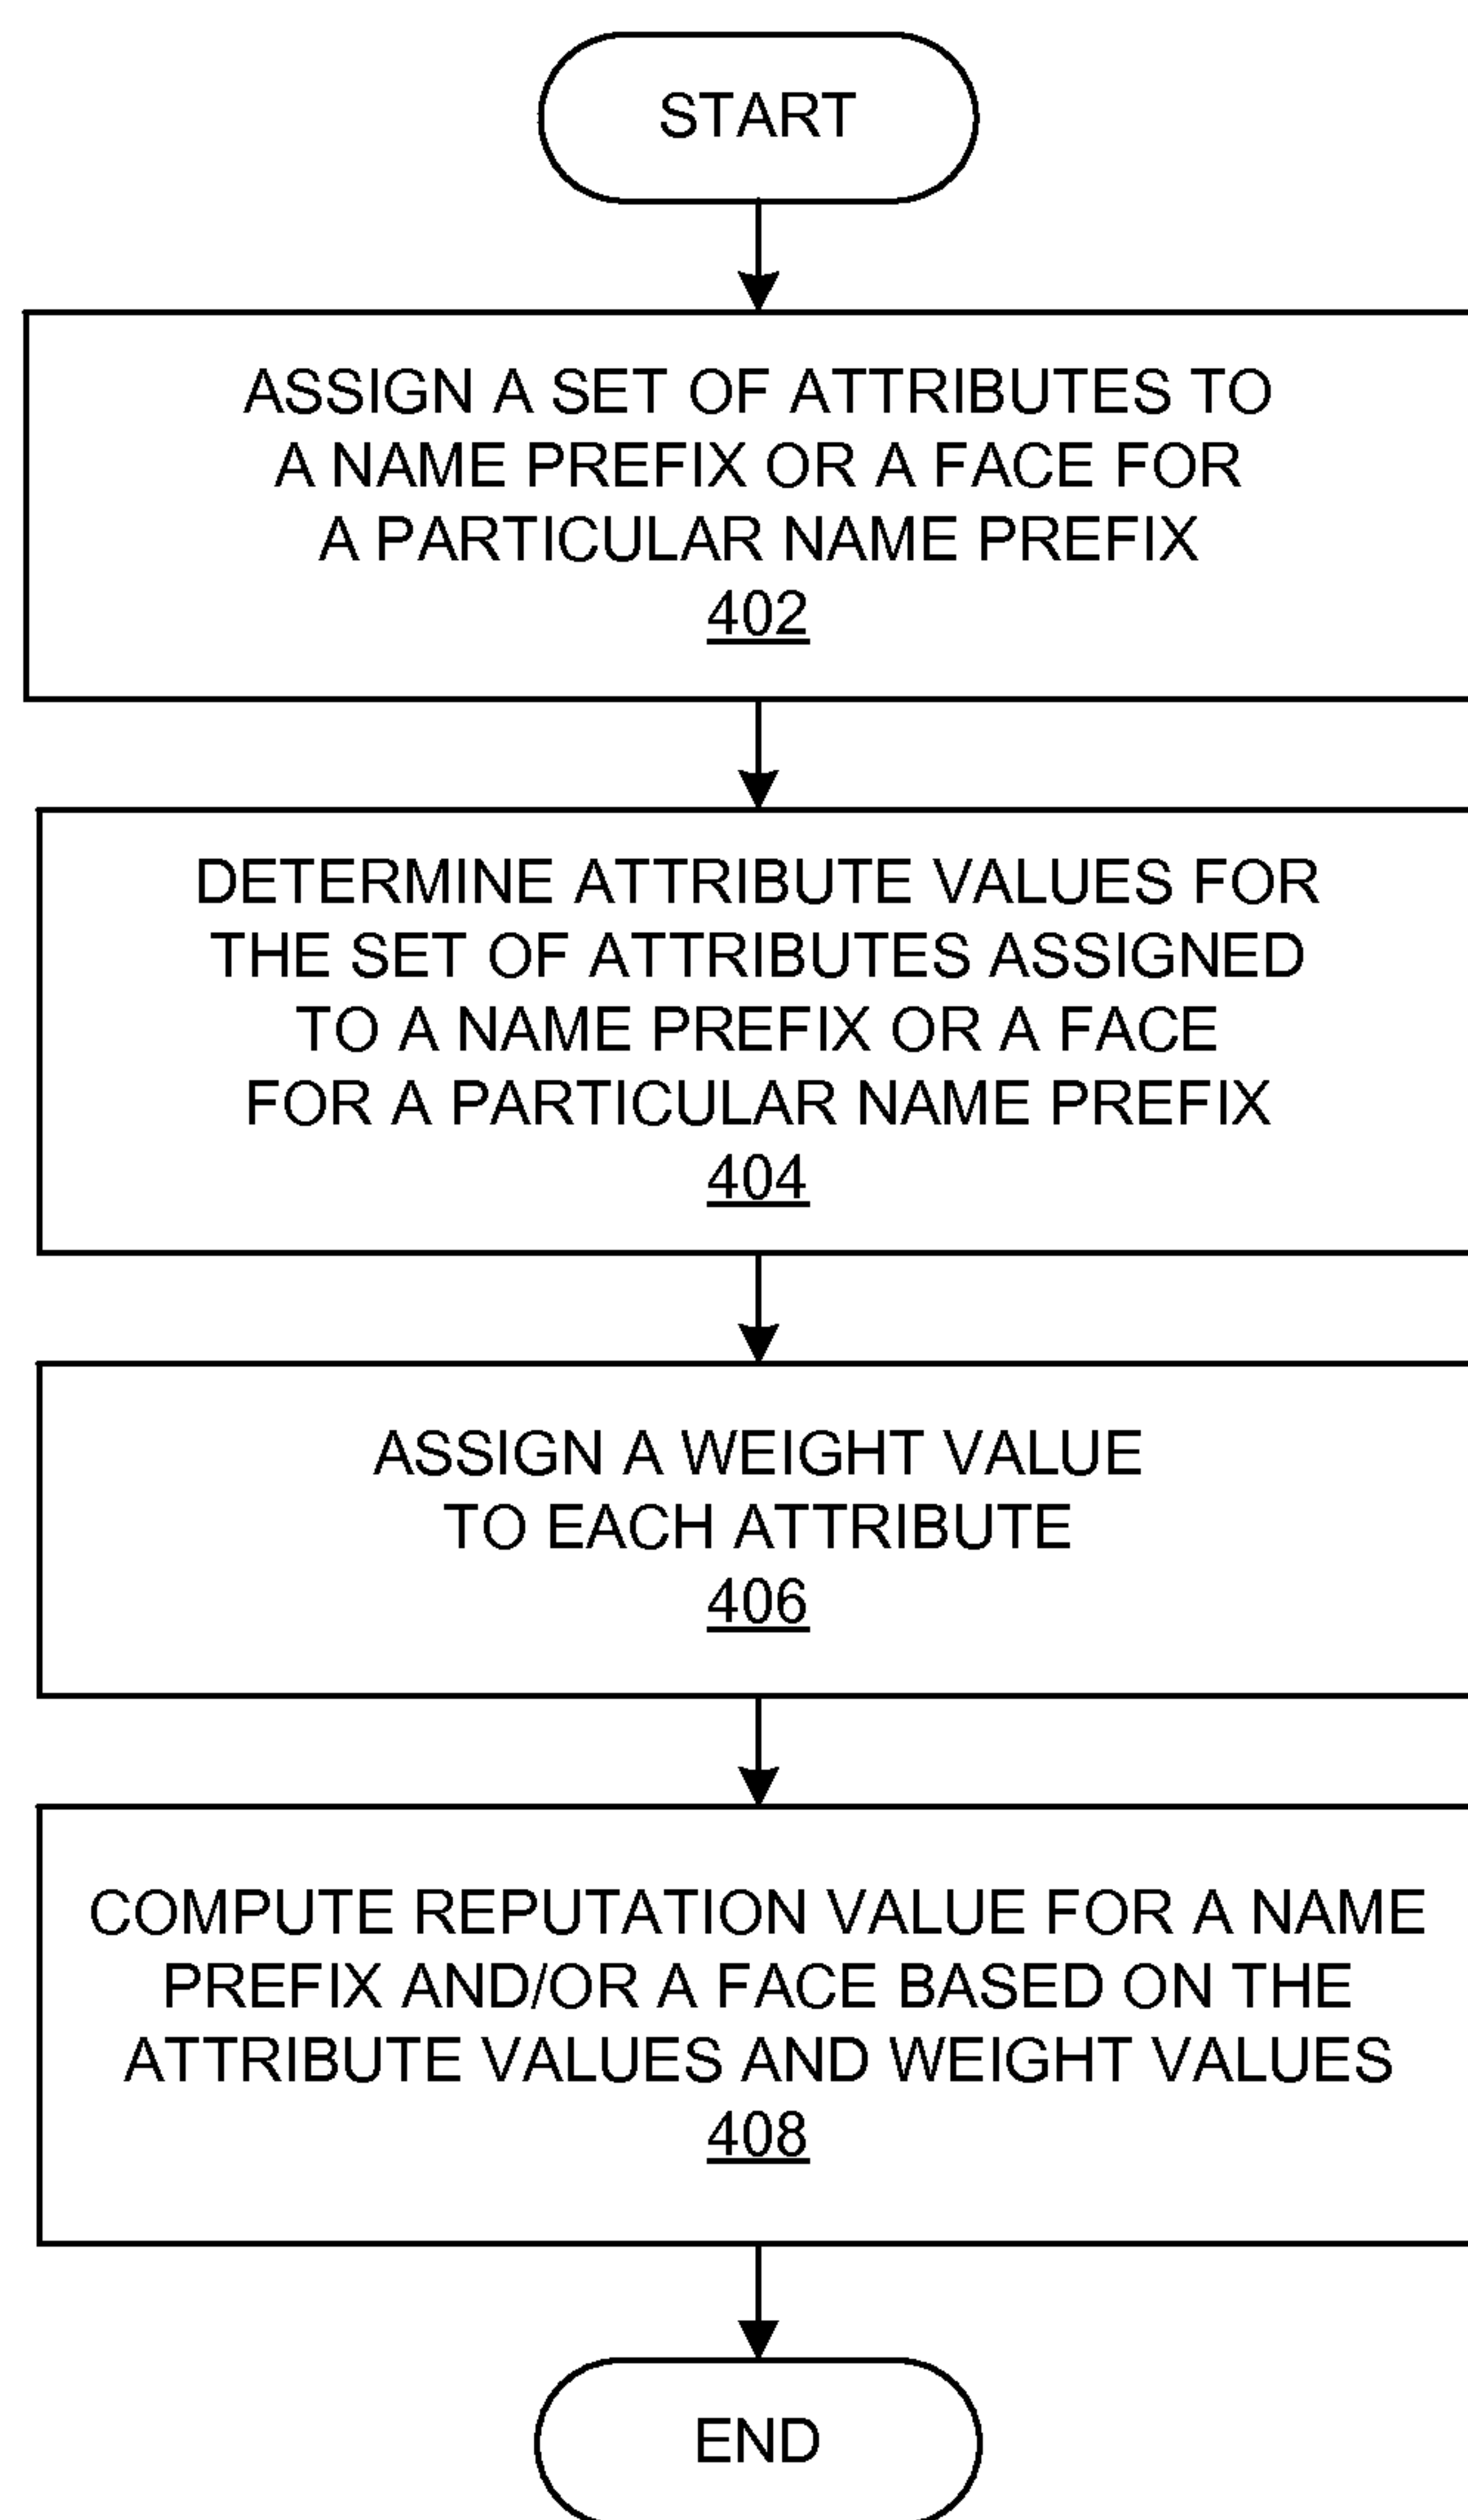 START
ASSIGN A SET OF ATTRIBUTES TO
A NAME PREFIX OR A FACE FOR
A PARTICULAR NAME PREFIX
402
DETERMINE ATTRIBUTE VALUES FOR
THE SET OF ATTRIBUTES ASSIGNED
TO A NAME PREFIX OR A FACE
FOR A PARTICULAR NAME PREFIX
404
ASSIGN A WEIGHT VALUE
TO EACH ATTRIBUTE
406
COMPUTE REPUTATION VALUE FOR A NAME
PREFIX AND/OR A FACE BASED ON THE
ATTRIBUTE VALUES AND WEIGHT VALUES
408
END